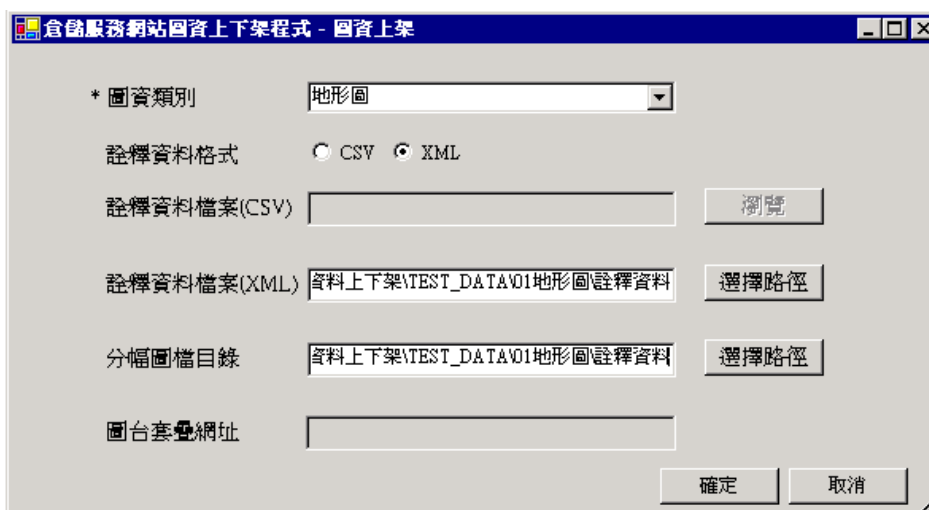 倉儲服務網站圖資上下架程式 - 圖資上架
* 圖資類別 地形圖
詮釋資料格式 CSV XML
詮釋資料檔案(CSV) 瀏覽
詮釋資料檔案(XML) 資料上下架\TEST_DATA\01地形圖\詮釋資料 選擇路徑
分幅圖檔目錄 資料上下架\TEST_DATA\01地形圖\詮釋資料 選擇路徑
圖台套疊網址
確定 取消